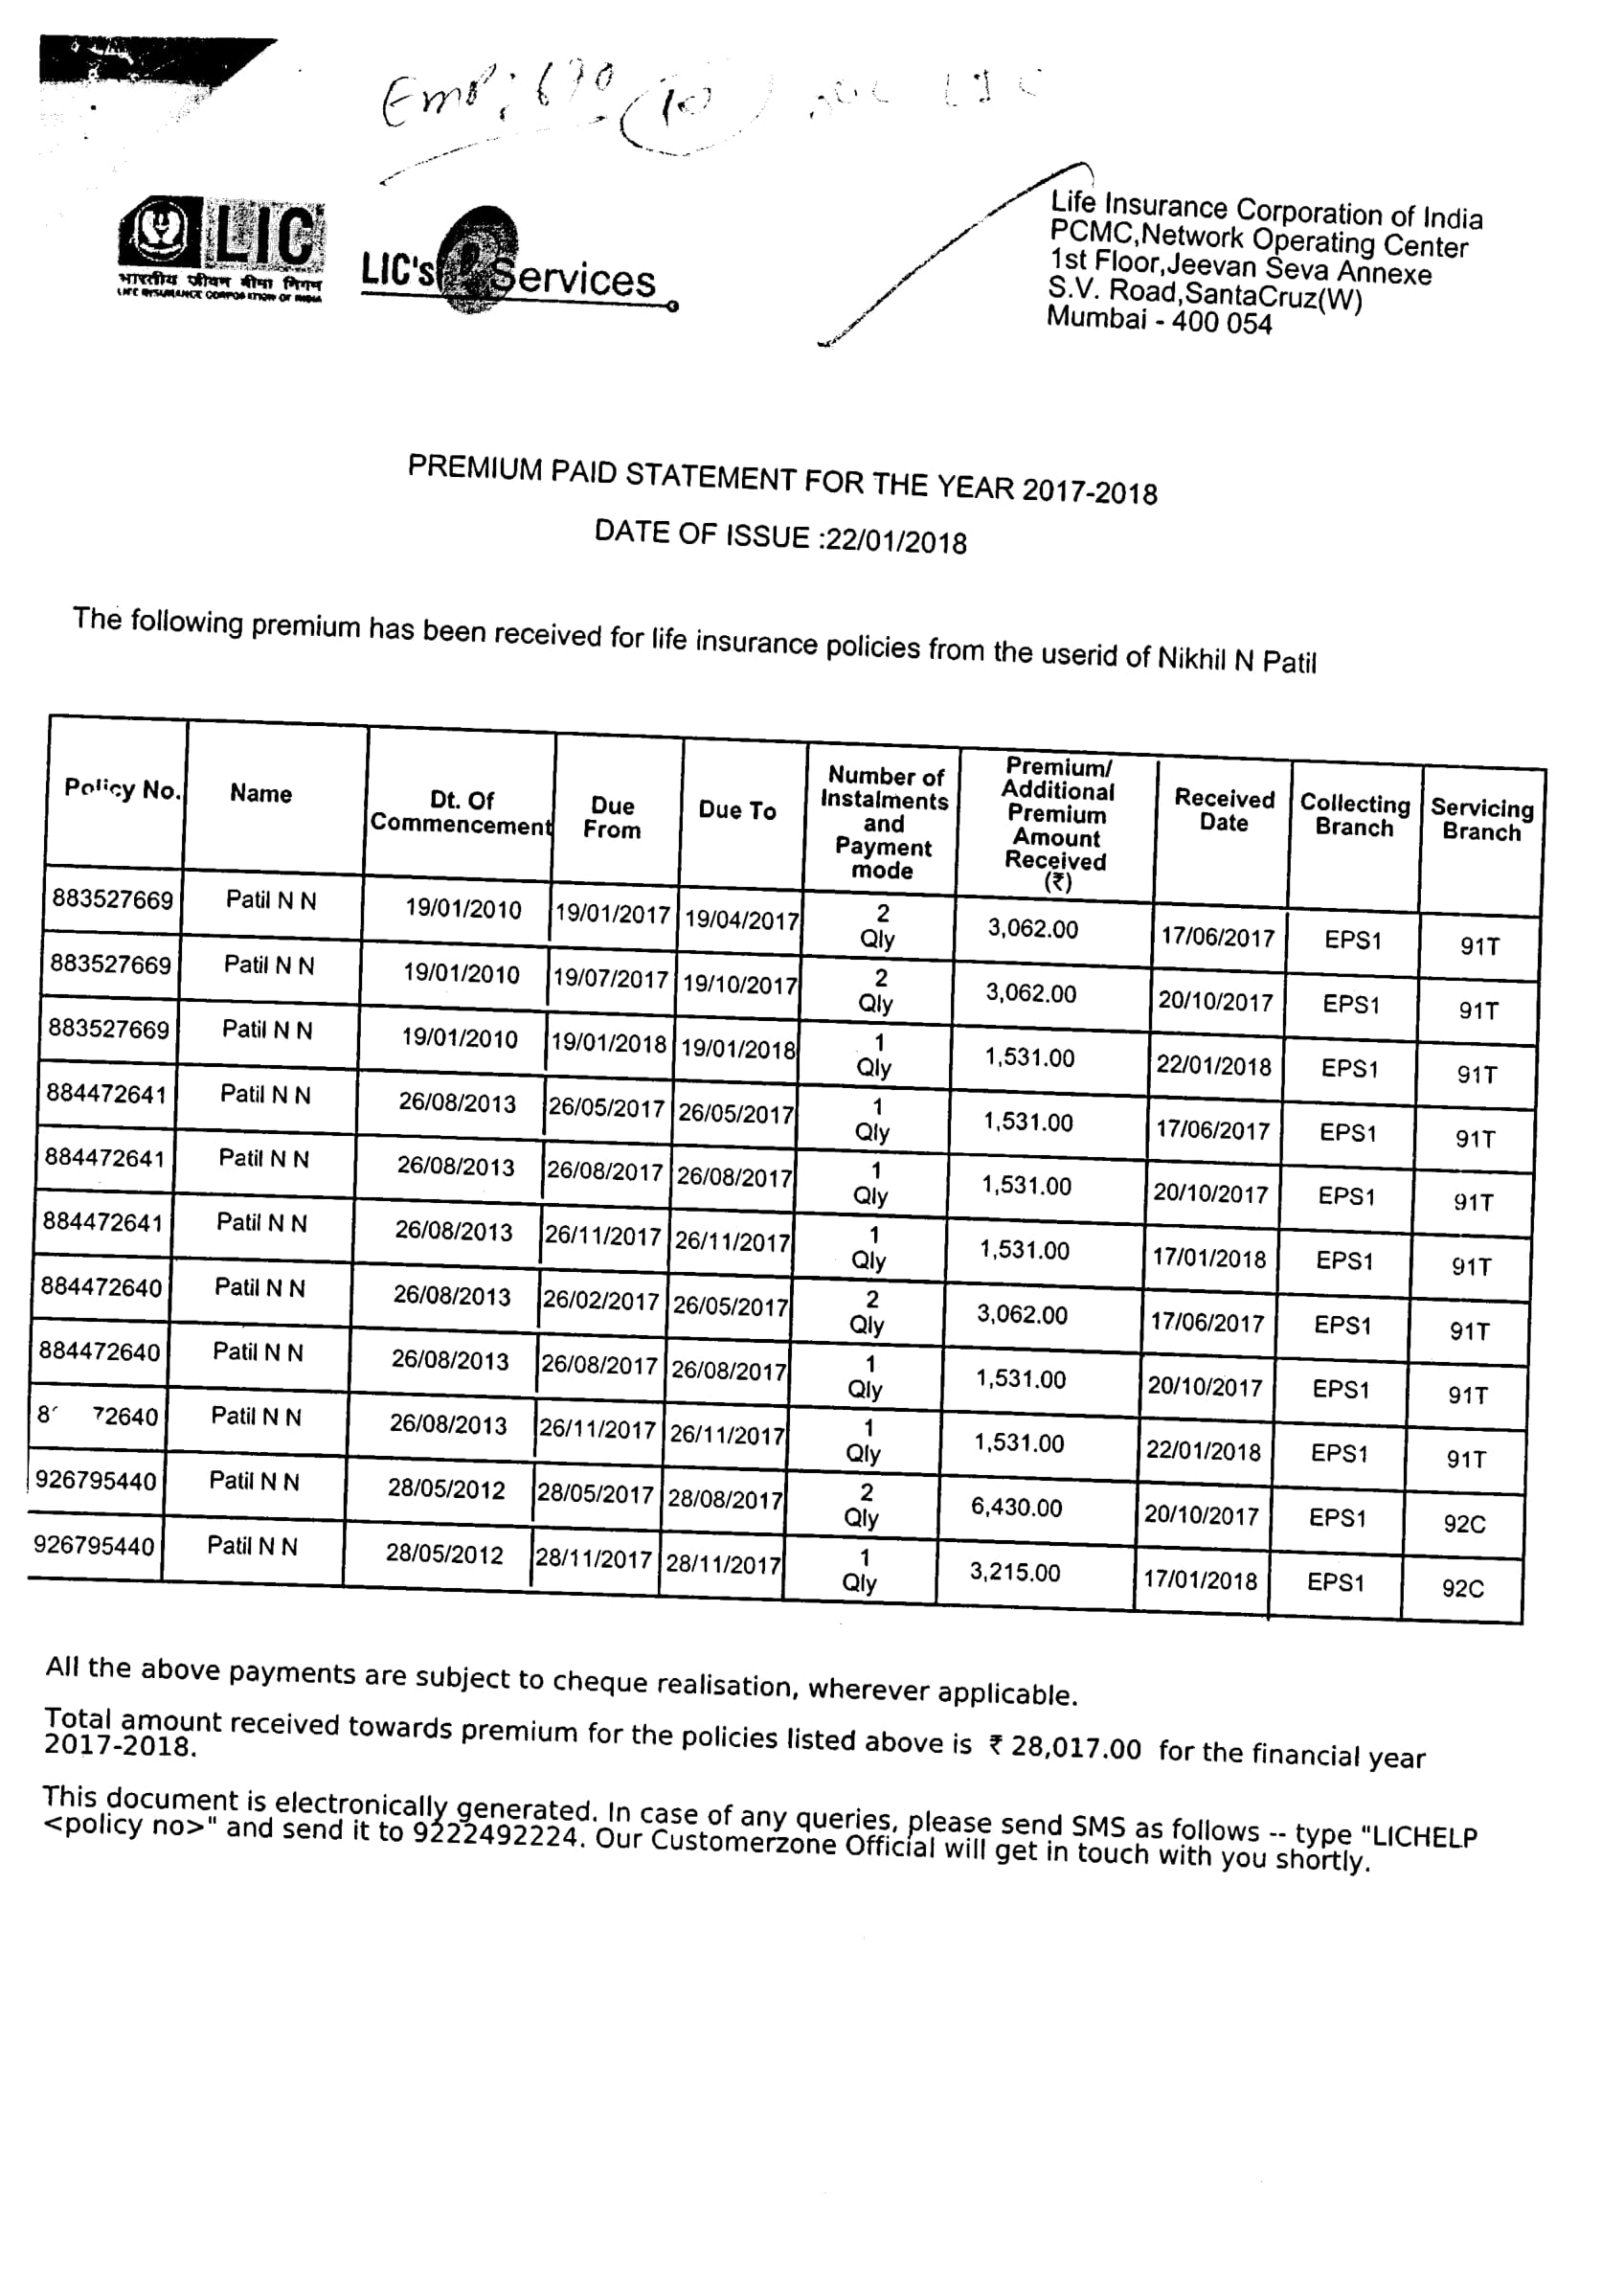 Emp: 690 (10)
LIC
भारतीय जीवन बीमा निगम
LIFE INSURANCE CORPORATION OF INDIA
LIC's e Services
Life Insurance Corporation of India
PCMC,Network Operating Center
1st Floor,Jeevan Seva Annexe
S.V. Road,SantaCruz(W)
Mumbai - 400 054
PREMIUM PAID STATEMENT FOR THE YEAR 2017-2018
DATE OF ISSUE :22/01/2018
The following premium has been received for life insurance policies from the userid of Nikhil N Patil
Policy No. Name Dt. Of Commencement Due From Due To Number of Instalments and Payment mode Premium/ Additional Premium Amount Received (₹) Received Date Collecting Branch Servicing Branch
883527669 Patil N N 19/01/2010 19/01/2017 19/04/2017 2 Qly 3,062.00 17/06/2017 EPS1 91T
883527669 Patil N N 19/01/2010 19/07/2017 19/10/2017 2 Qly 3,062.00 20/10/2017 EPS1 91T
883527669 Patil N N 19/01/2010 19/01/2018 19/01/2018 1 Qly 1,531.00 22/01/2018 EPS1 91T
884472641 Patil N N 26/08/2013 26/05/2017 26/05/2017 1 Qly 1,531.00 17/06/2017 EPS1 91T
884472641 Patil N N 26/08/2013 26/08/2017 26/08/2017 1 Qly 1,531.00 20/10/2017 EPS1 91T
884472641 Patil N N 26/08/2013 26/11/2017 26/11/2017 1 Qly 1,531.00 17/01/2018 EPS1 91T
884472640 Patil N N 26/08/2013 26/02/2017 26/05/2017 2 Qly 3,062.00 17/06/2017 EPS1 91T
884472640 Patil N N 26/08/2013 26/08/2017 26/08/2017 1 Qly 1,531.00 20/10/2017 EPS1 91T
8 72640 Patil N N 26/08/2013 26/11/2017 26/11/2017 1 Qly 1,531.00 22/01/2018 EPS1 91T
926795440 Patil N N 28/05/2012 28/05/2017 28/08/2017 2 Qly 6,430.00 20/10/2017 EPS1 92C
926795440 Patil N N 28/05/2012 28/11/2017 28/11/2017 1 Qly 3,215.00 17/01/2018 EPS1 92C
All the above payments are subject to cheque realisation, wherever applicable.
Total amount received towards premium for the policies listed above is ₹ 28,017.00 for the financial year
2017-2018.
This document is electronically generated. In case of any queries, please send SMS as follows -- type "LICHELP
<policy no>" and send it to 9222492224. Our Customerzone Official will get in touch with you shortly.